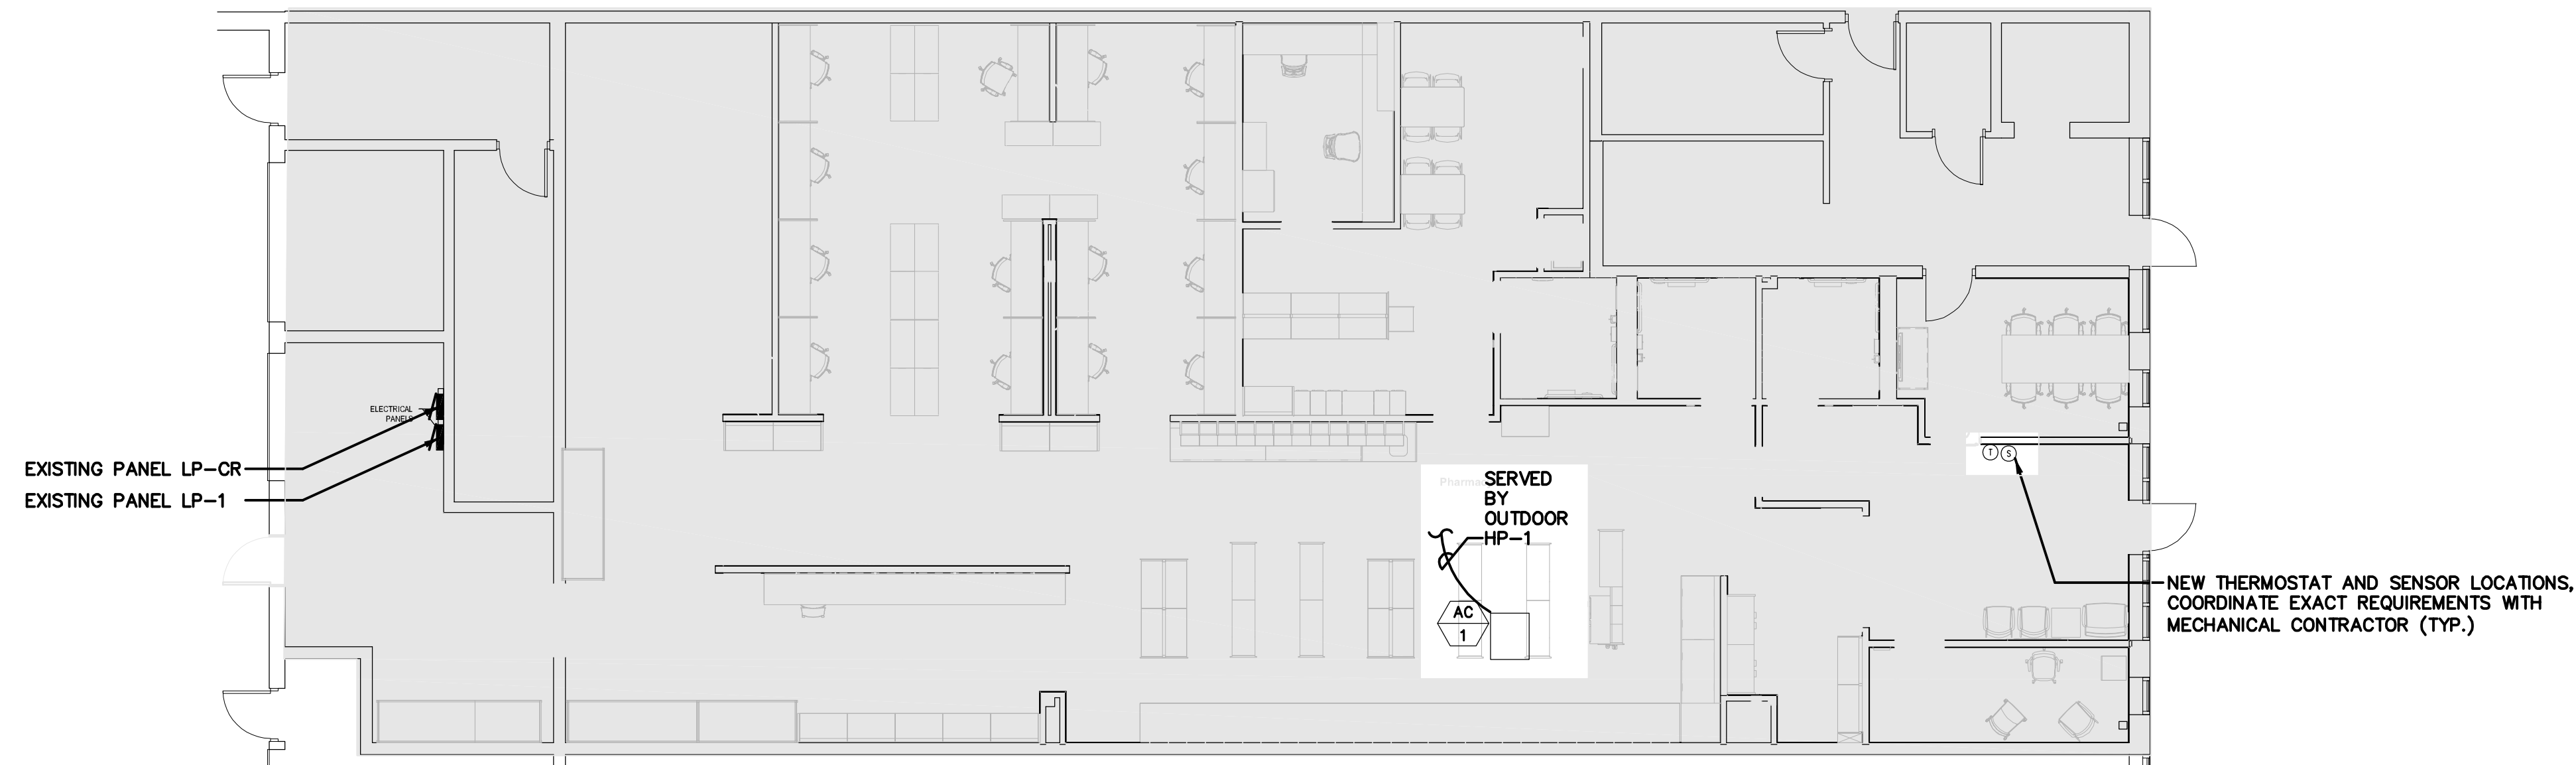 ELECTRICAL
PANELS
EXISTING PANEL LP-CR
EXISTING PANEL LP-1
SERVED
BY
OUTDOOR
HP-1
AC
1
T S
NEW THERMOSTAT AND SENSOR LOCATIONS,
COORDINATE EXACT REQUIREMENTS WITH
MECHANICAL CONTRACTOR (TYP.)